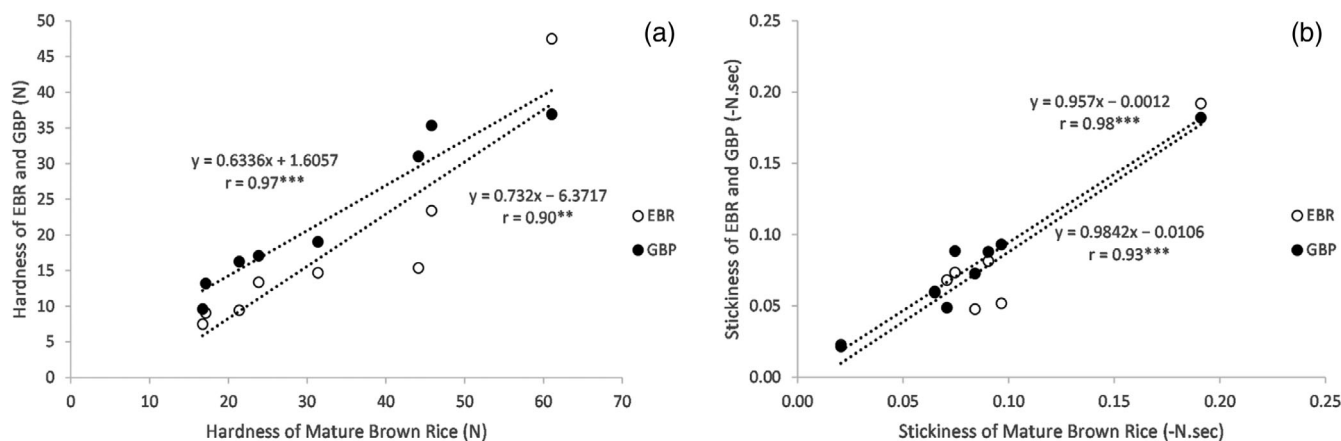 (a)
Hardness of EBR and GBP (N)
50
45
40
35
30
25
20
15
10
5
0
0 10 20 30 40 50 60 70
Hardness of Mature Brown Rice (N)
y = 0.6336x + 1.6057
r = 0.97***
y = 0.732x − 6.3717
r = 0.90**
EBR
GBP
(b)
Stickiness of EBR and GBP (-N.sec)
0.25
0.20
0.15
0.10
0.05
0.00
0.00 0.05 0.10 0.15 0.20 0.25
Stickiness of Mature Brown Rice (-N.sec)
y = 0.957x − 0.0012
r = 0.98***
y = 0.9842x − 0.0106
r = 0.93***
EBR
GBP